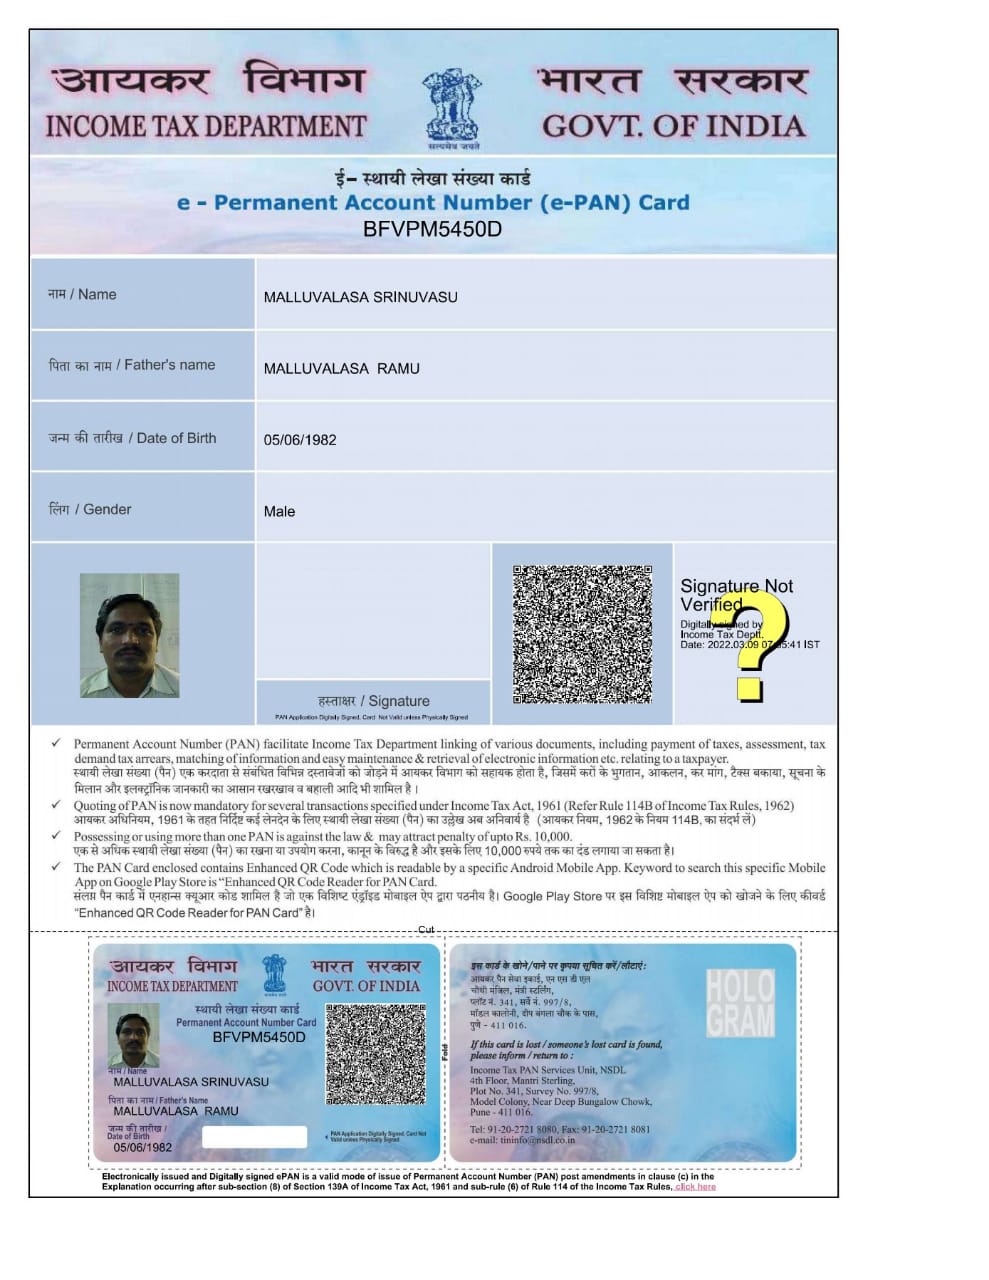 आयकर विभाग
INCOME TAX DEPARTMENT
सत्यमेव जयते
भारत सरकार
GOVT. OF INDIA
ई– स्थायी लेखा संख्या कार्ड
e - Permanent Account Number (e-PAN) Card
BFVPM5450D
नाम / Name
MALLUVALASA SRINUVASU
पिता का नाम / Father's name
MALLUVALASA RAMU
जन्म की तारीख / Date of Birth
05/06/1982
लिंग / Gender
Male
हस्ताक्षर / Signature
PAN Application Digitally Signed, Card Not Valid unless Physically Signed
Signature Not
Verified
Digitally signed by
Income Tax Deptt.
Date: 2022.03.09 07: 5:41 IST
✓ Permanent Account Number (PAN) facilitate Income Tax Department linking of various documents, including payment of taxes, assessment, tax
demand tax arrears, matching of information and easy maintenance & retrieval of electronic information etc. relating to a taxpayer.
स्थायी लेखा संख्या (पैन) एक करदाता से संबंधित विभिन्न दस्तावेजों को जोड़ने में आयकर विभाग को सहायक होता है, जिसमें करों के भुगतान, आकलन, कर मांग, टैक्स बकाया, सूचना के
मिलान और इलक्ट्रॉनिक जानकारी का आसान रखरखाव व बहाली आदि भी शामिल है ।
✓ Quoting of PAN is now mandatory for several transactions specified under Income Tax Act, 1961 (Refer Rule 114B of Income Tax Rules, 1962)
आयकर अधिनियम, 1961 के तहत निर्दिष्ट कई लेनदेन के लिए स्थायी लेखा संख्या (पैन) का उल्लेख अब अनिवार्य है (आयकर नियम, 1962 के नियम 114B, का संदर्भ लें)
✓ Possessing or using more than one PAN is against the law & may attract penalty of upto Rs. 10,000.
एक से अधिक स्थायी लेखा संख्या (पैन) का रखना या उपयोग करना, कानून के विरुद्ध है और इसके लिए 10,000 रुपये तक का दंड लगाया जा सकता है।
✓ The PAN Card enclosed contains Enhanced QR Code which is readable by a specific Android Mobile App. Keyword to search this specific Mobile
App on Google Play Store is “Enhanced QR Code Reader for PAN Card.
संलग्न पैन कार्ड में एनहान्स क्यूआर कोड शामिल है जो एक विशिष्ट एंड्रॉइड मोबाइल ऐप द्वारा पठनीय है। Google Play Store पर इस विशिष्ट मोबाइल ऐप को खोजने के लिए कीवर्ड
“Enhanced QR Code Reader for PAN Card” है।
Cut
आयकर विभाग
INCOME TAX DEPARTMENT
भारत सरकार
GOVT. OF INDIA
स्थायी लेखा संख्या कार्ड
Permanent Account Number Card
BFVPM5450D
नाम / Name
MALLUVALASA SRINUVASU
पिता का नाम / Father's Name
MALLUVALASA RAMU
जन्म की तारीख /
Date of Birth
05/06/1982
PAN Application Digitally Signed, Card Not
Valid unless Physically Signed
Fold
इस कार्ड के खोने/पाने पर कृपया सूचित करें/लौटाएं :
आयकर पैन सेवा इकाई, एन एस डी एल
चौथी मंजिल, मंत्री स्टर्लिंग,
प्लॉट नं. 341, सर्वे नं. 997/8,
मॉडल कालोनी, दीप बंगला चौक के पास,
पुणे – 411 016.
If this card is lost / someone's lost card is found,
please inform / return to :
Income Tax PAN Services Unit, NSDL
4th Floor, Mantri Sterling,
Plot No. 341, Survey No. 997/8,
Model Colony, Near Deep Bungalow Chowk,
Pune - 411 016.
Tel: 91-20-2721 8080, Fax: 91-20-2721 8081
e-mail: tininfo@nsdl.co.in
HOLO
GRAM
Electronically issued and Digitally signed ePAN is a valid mode of issue of Permanent Account Number (PAN) post amendments in clause (c) in the
Explanation occurring after sub-section (8) of Section 139A of Income Tax Act, 1961 and sub-rule (6) of Rule 114 of the Income Tax Rules, click here